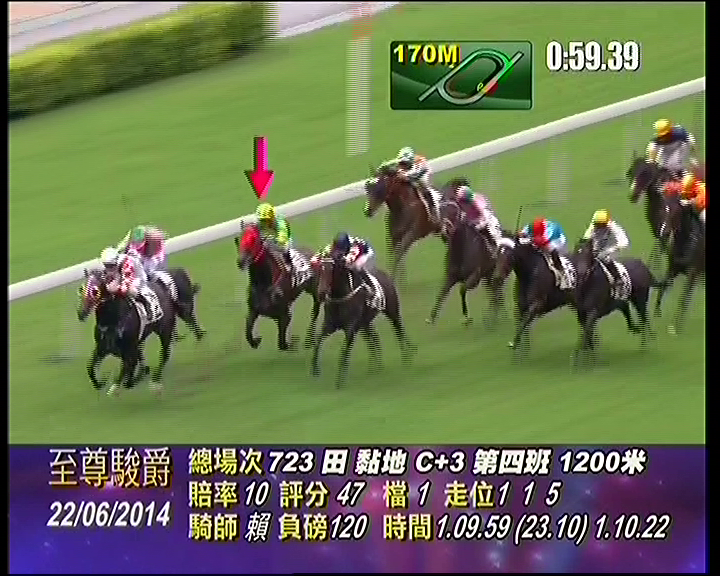 170M
0:59.39
至尊駿爵
22/06/2014
總場次 723 田 黏地 C+3 第四班 1200米
賠率 10 評分 47 檔 1 走位 1 1 5
騎師 賴 負磅 120 時間 1.09.59 (23.10) 1.10.22